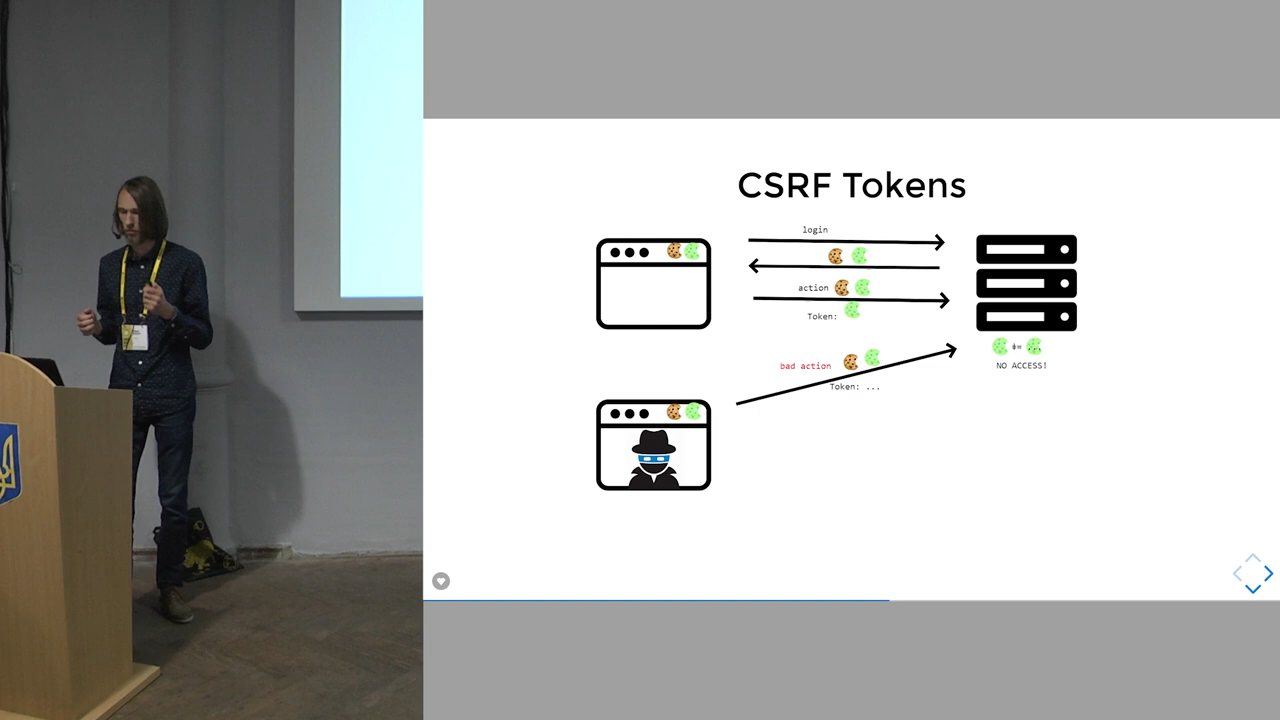 CSRF Tokens
login
action
Token:
bad action
Token: ...
≠=
NO ACCESS!